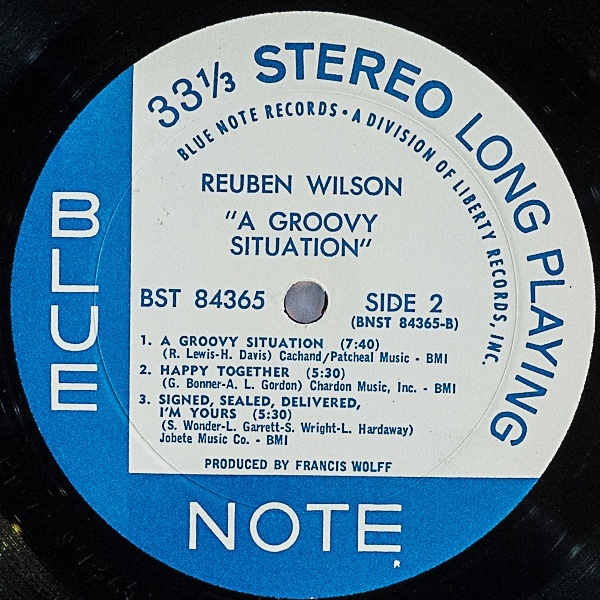 33⅓ STEREO LONG PLAYING
BLUE NOTE RECORDS • A DIVISION OF LIBERTY RECORDS, INC.
REUBEN WILSON
"A GROOVY
SITUATION"
BST 84365
SIDE 2
(BNST 84365-B)
1. A GROOVY SITUATION (7:40)
(R. Lewis-H. Davis) Cachand/Patcheal Music - BMI
2. HAPPY TOGETHER (5:30)
(G. Bonner-A. L. Gordon) Chardon Music, Inc. - BMI
3. SIGNED, SEALED, DELIVERED,
I'M YOURS (5:30)
(S. Wonder-L. Garrett-S. Wright-L. Hardaway)
Jobete Music Co. - BMI
PRODUCED BY FRANCIS WOLFF
BLUE
NOTE
R